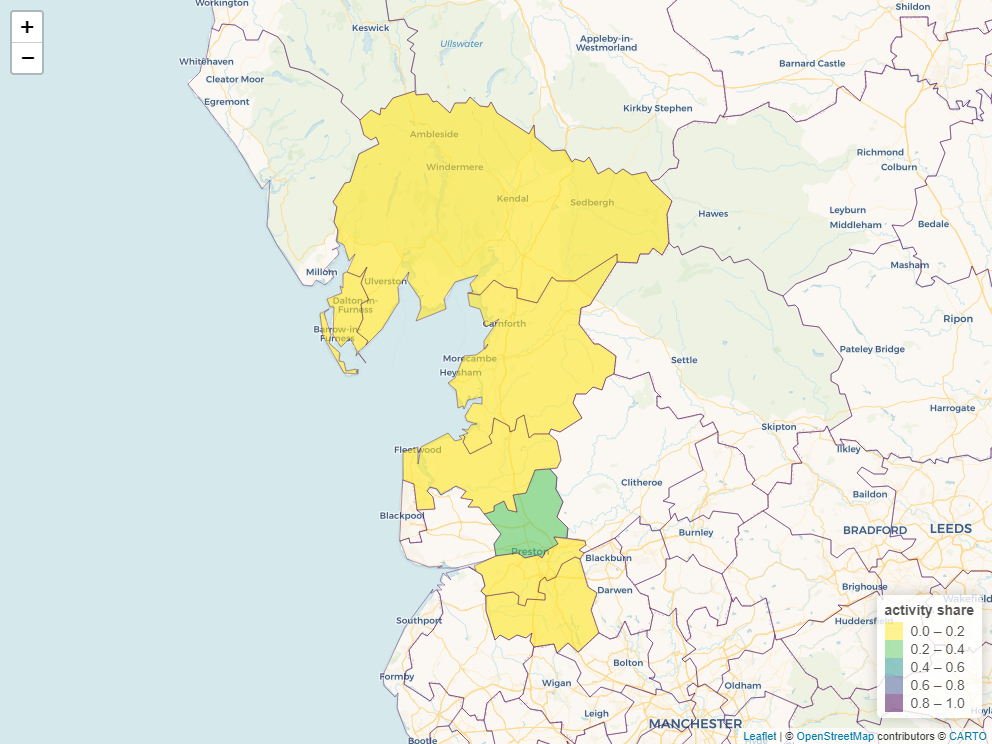 Workington
Shildon
Keswick
Ullswater
Appleby-in-
Westmorland
+
−
Whitehaven
Cleator Moor
Barnard Castle
Egremont
Kirby Stephen
Ambleside
Richmond
Windermere
Colburn
Kendal
Sedbergh
Hawes
Leyburn
Middleham
Bedale
Masham
Millom
Ulverston
Dalton-in-
Furness
Carnforth
Barrow-in-
Furness
Ripon
Pateley Bridge
Morecambe
Settle
Heysham
Harrogate
Skipton
Fleetwood
Ilkley
Clitheroe
Baildon
Blackpool
BRADFORD
LEEDS
Burnley
Preston
Blackburn
Darwen
Brighouse
Wakefield
Southport
Huddersfield
activity share
0.0 – 0.2
0.2 – 0.4
0.4 – 0.6
0.6 – 0.8
0.8 – 1.0
Bolton
Formby
Wigan
Oldham
Leigh
MANCHESTER
Bootle
Hyde
Leaflet | © OpenStreetMap contributors © CARTO